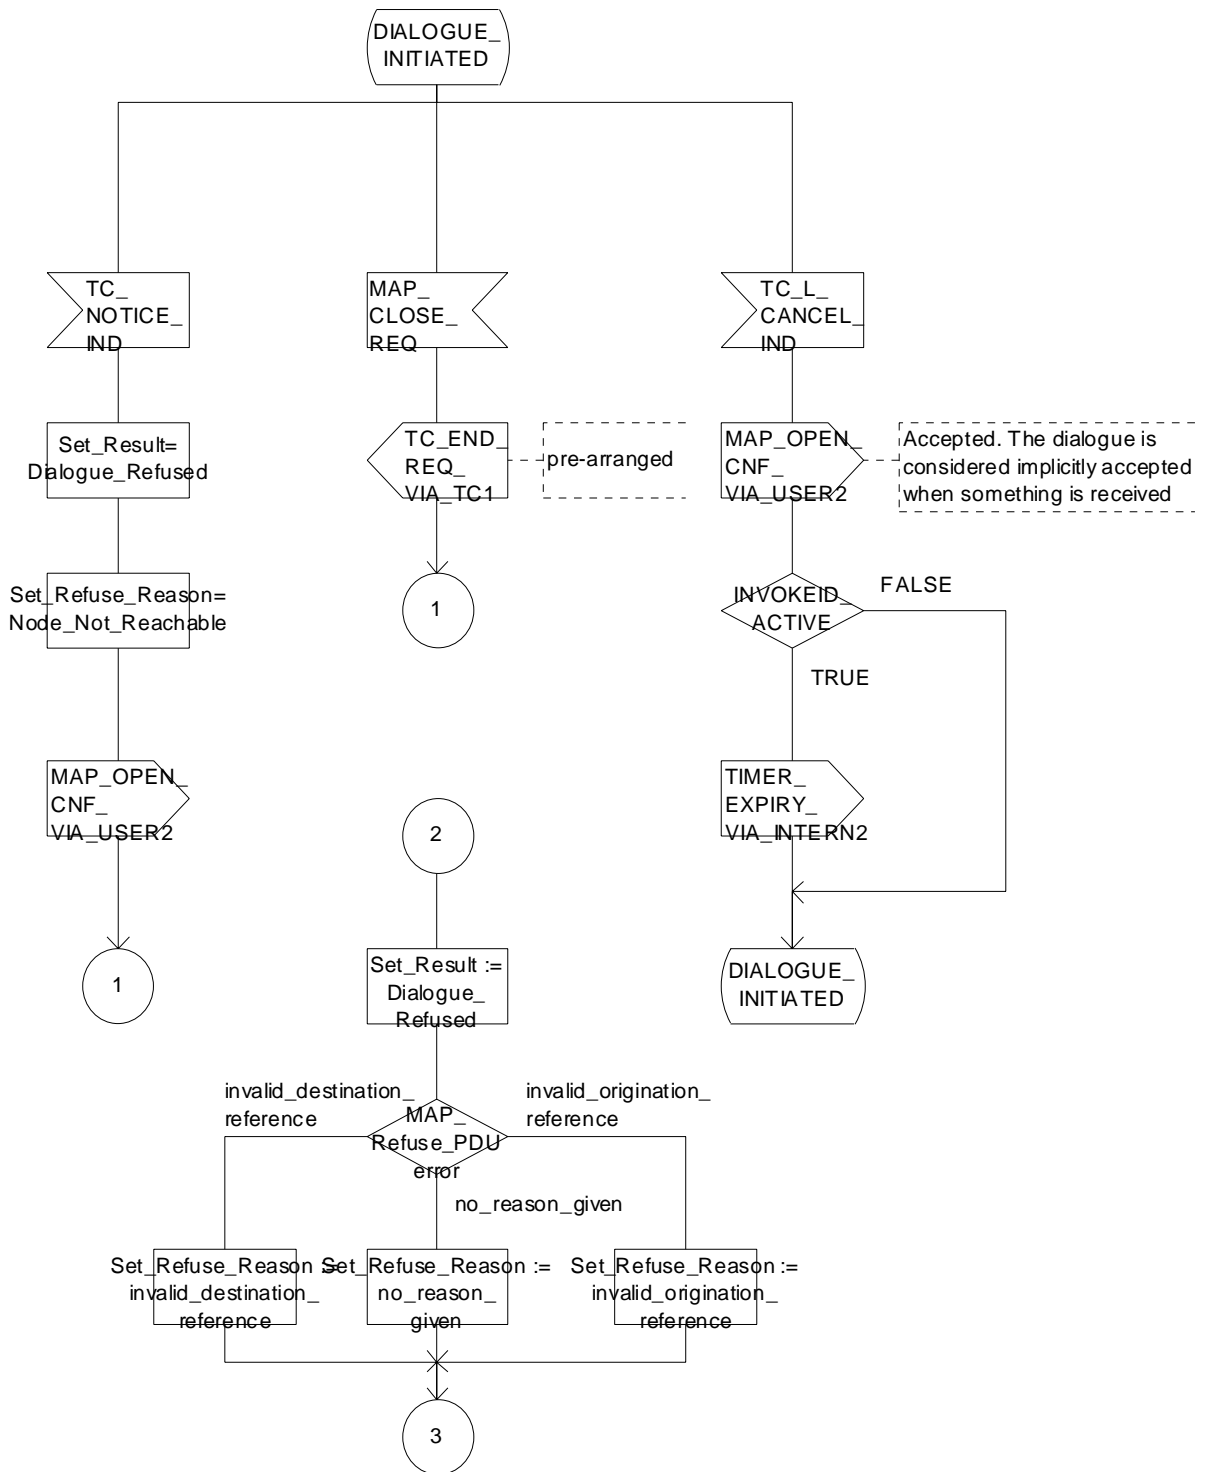 DIALOGUE_
INITIATED
TC_
NOTICE_
IND
MAP_
CLOSE_
REQ
TC_L_
CANCEL_
IND
Set_Result=
Dialogue_Refused
TC_END_
REQ_
VIA_TC1
pre-arranged
MAP_OPEN_
CNF_
VIA_USER2
Accepted. The dialogue is
considered implicitly accepted
when something is received
Set_Refuse_Reason=
Node_Not_Reachable
1
INVOKEID_
ACTIVE
FALSE
TRUE
MAP_OPEN_
CNF_
VIA_USER2
2
TIMER_
EXPIRY_
VIA_INTERN2
1
Set_Result :=
Dialogue_
Refused
DIALOGUE_
INITIATED
invalid_destination_
reference
MAP_
Refuse_PDU
error
invalid_origination_
reference
no_reason_given
Set_Refuse_Reason :=
invalid_destination_
reference
Set_Refuse_Reason :=
no_reason_
given
Set_Refuse_Reason :=
invalid_origination_
reference
3